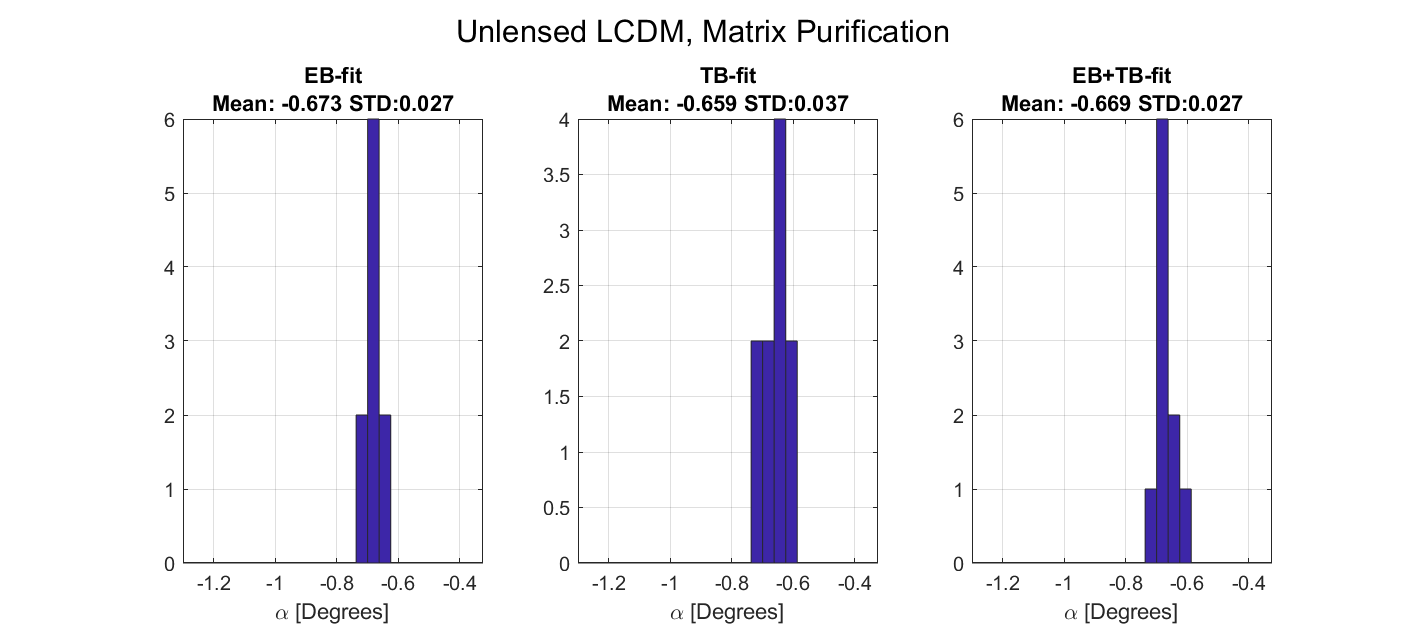 Unlensed LCDM, Matrix Purification
EB-fit
Mean: -0.673 STD:0.027
6
5
4
3
2
1
0
-1.2 -1 -0.8 -0.6 -0.4
α [Degrees]
TB-fit
Mean: -0.659 STD:0.037
4
3.5
3
2.5
2
1.5
1
0.5
0
-1.2 -1 -0.8 -0.6 -0.4
α [Degrees]
EB+TB-fit
Mean: -0.669 STD:0.027
6
5
4
3
2
1
0
-1.2 -1 -0.8 -0.6 -0.4
α [Degrees]